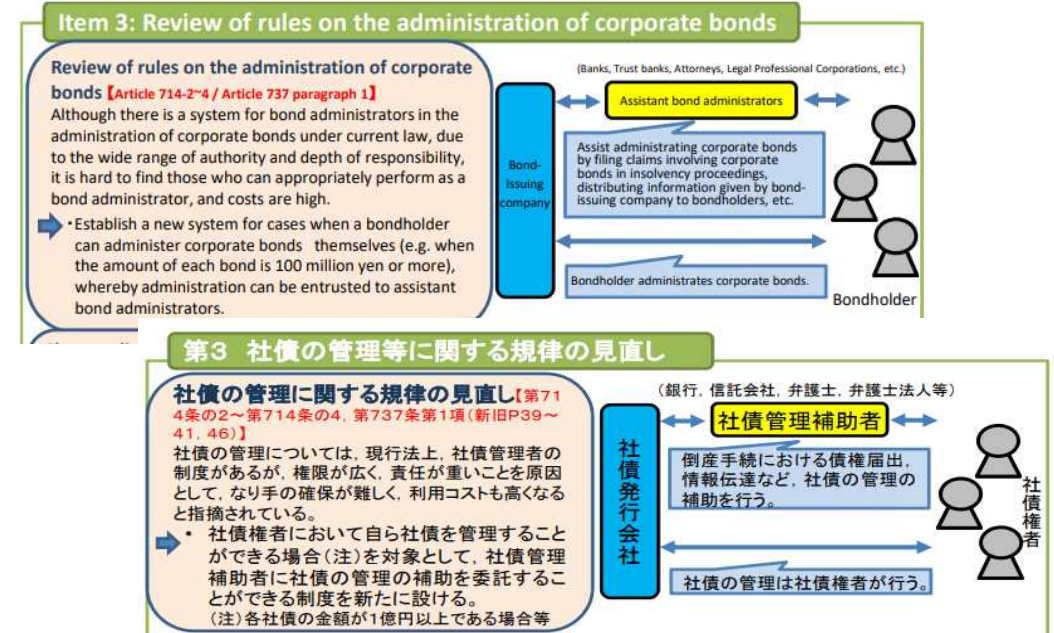 Item 3: Review of rules on the administration of corporate bonds
Review of rules on the administration of corporate
bonds【Article 714-2~4 / Article 737 paragraph 1】
Although there is a system for bond administrators in the
administration of corporate bonds under current law, due
to the wide range of authority and depth of responsibility,
it is hard to find those who can appropriately perform as a
bond administrator, and costs are high.
・Establish a new system for cases when a bondholder
can administer corporate bonds themselves (e.g. when
the amount of each bond is 100 million yen or more),
whereby administration can be entrusted to assistant
bond administrators.
(Banks, Trust banks, Attorneys, Legal Professional Corporations, etc.)
Assistant bond administrators
Bond-
Issuing
company
Assist administrating corporate bonds
by filing claims involving corporate
bonds in insolvency proceedings,
distributing information given by bond-
issuing company to bondholders, etc.
Bondholder administrates corporate bonds.
Bondholder
第3 社債の管理等に関する規律の見直し
社債の管理に関する規律の見直し【第71
4条の2～第714条の4，第737条第1項（新旧P39～
41，46）】
社債の管理については，現行法上，社債管理者の
制度があるが，権限が広く，責任が重いことを原因
として，なり手の確保が難しく，利用コストも高くなる
と指摘されている。
・ 社債権者において自ら社債を管理すること
ができる場合（注）を対象として，社債管理
補助者に社債の管理の補助を委託するこ
とができる制度を新たに設ける。
（注）各社債の金額が1億円以上である場合等
（銀行，信託会社，弁護士，弁護士法人等）
社債管理補助者
社債発行会社
倒産手続における債権届出，
情報伝達など，社債の管理の
補助を行う。
社債の管理は社債権者が行う。
社債権者